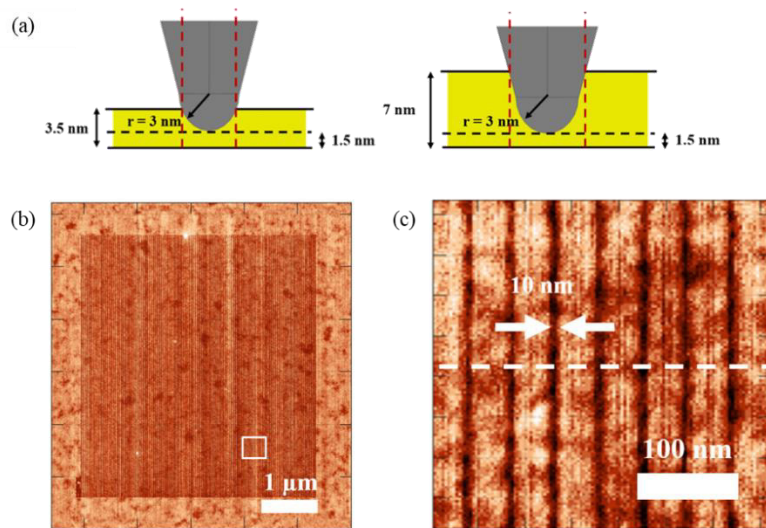 (a)
3.5 nm
r = 3 nm
1.5 nm
7 nm
r = 3 nm
1.5 nm
(b)
1 µm
(c)
10 nm
100 nm